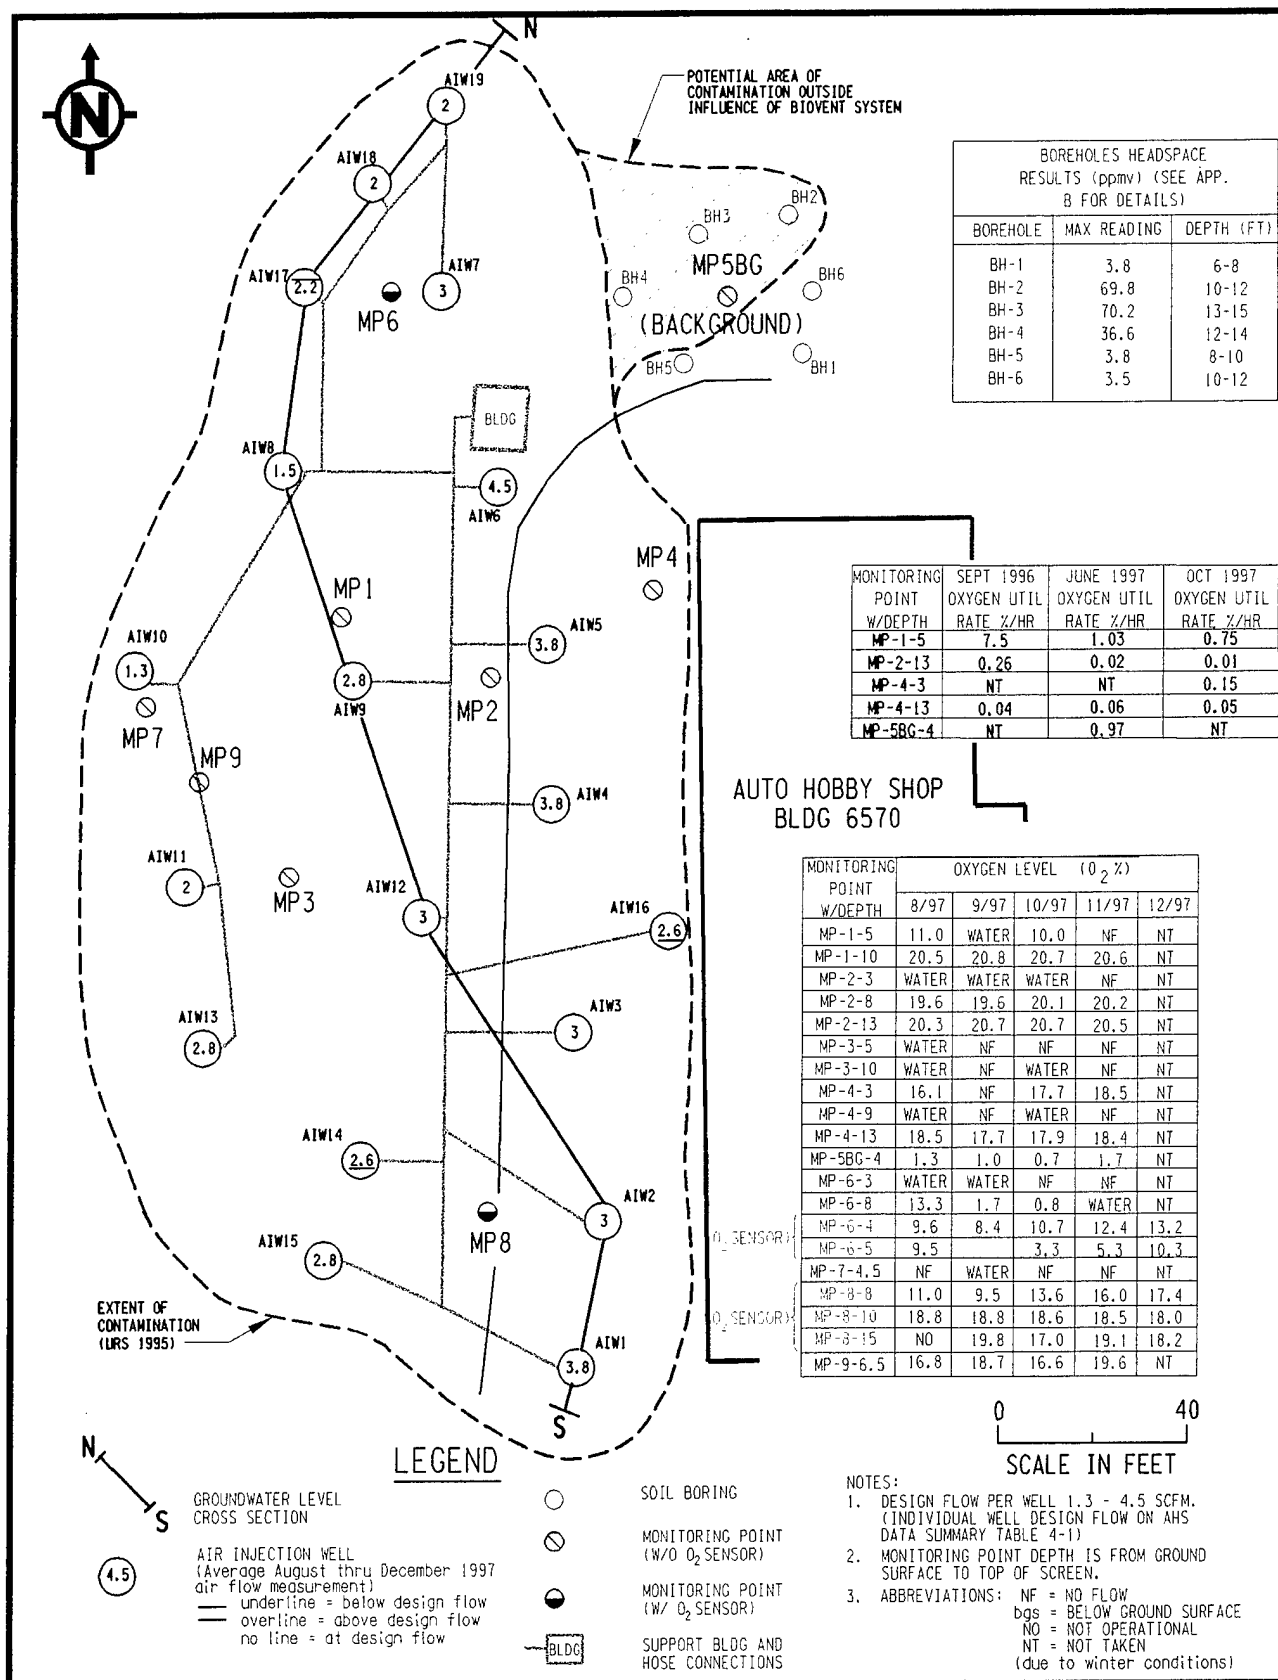 N
AIW19
2
POTENTIAL AREA OF
CONTAMINATION OUTSIDE
INFLUENCE OF BIOVENT SYSTEM
N
AIW18
2
BH2
BH3
AIW17
2.2
MP6
AIW7
3
BH4
MP5BG
(BACKGROUND)
BH6
BH5
BH1
BOREHOLES HEADSPACE
RESULTS (ppmv) (SEE APP.
B FOR DETAILS)
BOREHOLE MAX READING DEPTH (FT)
BH-1 3.8 6-8
BH-2 69.8 10-12
BH-3 70.2 13-15
BH-4 36.6 12-14
BH-5 3.8 8-10
BH-6 3.5 10-12
BLDG
AIW8
1.5
4.5
AIW6
MP4
MP1
AIW5
3.8
AIW10
1.3
2.8
AIW9
MP2
MP7
MP9
MONITORING POINT W/DEPTH SEPT 1996 OXYGEN UTIL RATE %/HR JUNE 1997 OXYGEN UTIL RATE %/HR OCT 1997 OXYGEN UTIL RATE %/HR
MP-1-5 7.5 1.03 0.75
MP-2-13 0.26 0.02 0.01
MP-4-3 NT NT 0.15
MP-4-13 0.04 0.06 0.05
MP-5BG-4 NT 0.97 NT
AUTO HOBBY SHOP
BLDG 6570
AIW4
3.8
AIW11
2
MP3
AIW12
3
AIW16
2.6
AIW3
3
AIW13
2.8
AIW14
2.6
AIW2
3
MP8
AIW15
2.8
AIW1
3.8
S
EXTENT OF
CONTAMINATION
(URS 1995)
MONITORING POINT W/DEPTH OXYGEN LEVEL (O2 %)
8/97 9/97 10/97 11/97 12/97
MP-1-5 11.0 WATER 10.0 NF NT
MP-1-10 20.5 20.8 20.7 20.6 NT
MP-2-3 WATER WATER WATER NF NT
MP-2-8 19.6 19.6 20.1 20.2 NT
MP-2-13 20.3 20.7 20.7 20.5 NT
MP-3-5 WATER NF NF NF NT
MP-3-10 WATER NF WATER NF NT
MP-4-3 16.1 NF 17.7 18.5 NT
MP-4-9 WATER NF WATER NF NT
MP-4-13 18.5 17.7 17.9 18.4 NT
MP-5BG-4 1.3 1.0 0.7 1.7 NT
MP-6-3 WATER WATER NF NF NT
MP-6-8 13.3 1.7 0.8 WATER NT
MP-6-4 9.6 8.4 10.7 12.4 13.2
O2 SENSOR)
MP-6-5 9.5 3.3 5.3 10.3
MP-7-4.5 NF WATER NF NF NT
MP-8-8 11.0 9.5 13.6 16.0 17.4
O2 SENSOR)
MP-8-10 18.8 18.8 18.6 18.5 18.0
MP-8-15 NO 19.8 17.0 19.1 18.2
MP-9-6.5 16.8 18.7 16.6 19.6 NT
0 40
SCALE IN FEET
LEGEND
N
S
GROUNDWATER LEVEL
CROSS SECTION
4.5
AIR INJECTION WELL
(Average August thru December 1997
air flow measurement)
underline = below design flow
overline = above design flow
no line = at design flow
SOIL BORING
MONITORING POINT
(W/O O2 SENSOR)
MONITORING POINT
(W/ O2 SENSOR)
BLDG
SUPPORT BLDG AND
HOSE CONNECTIONS
NOTES:
1. DESIGN FLOW PER WELL 1.3 - 4.5 SCFM.
(INDIVIDUAL WELL DESIGN FLOW ON AHS
DATA SUMMARY TABLE 4-1)
2. MONITORING POINT DEPTH IS FROM GROUND
SURFACE TO TOP OF SCREEN.
3. ABBREVIATIONS: NF = NO FLOW
bgs = BELOW GROUND SURFACE
NO = NOT OPERATIONAL
NT = NOT TAKEN
(due to winter conditions)